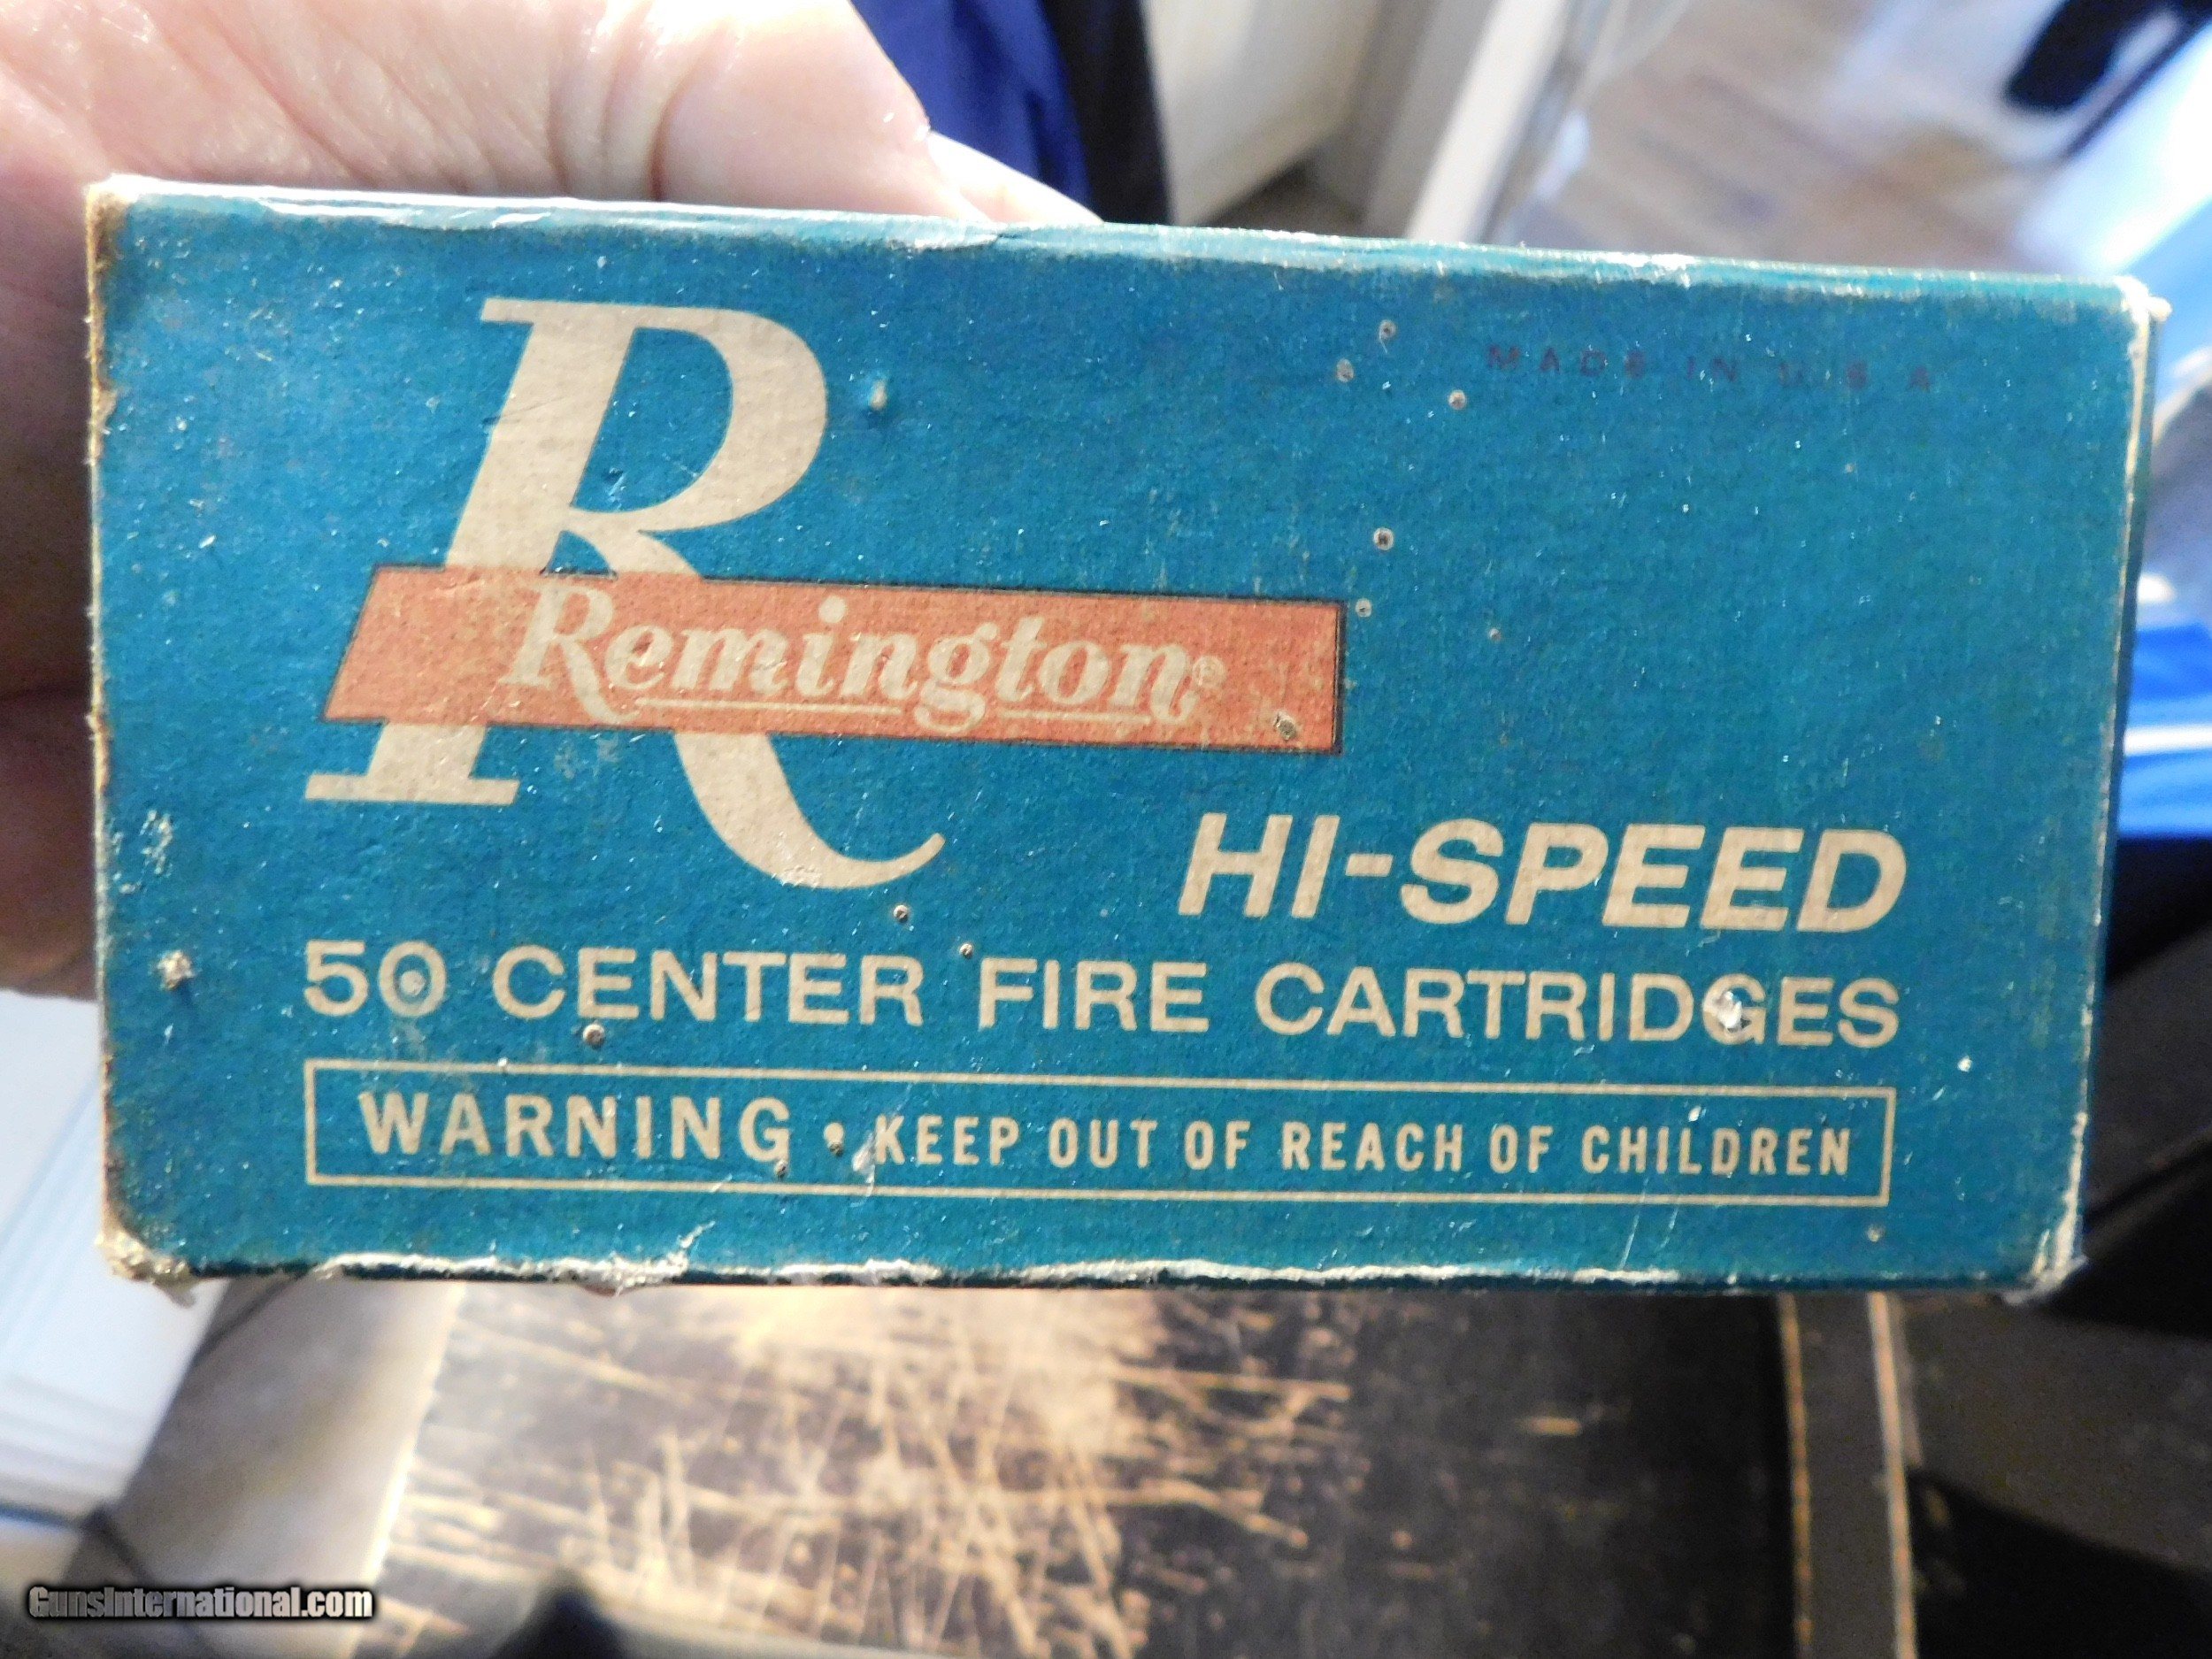 MADE IN U.S.A
R
Remington®
HI-SPEED
50 CENTER FIRE CARTRIDGES
WARNING • KEEP OUT OF REACH OF CHILDREN
GunsInternational.com